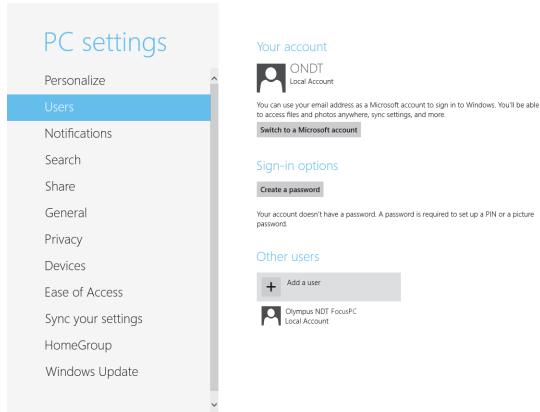 PC settings
Personalize
Users
Notifications
Search
Share
General
Privacy
Devices
Ease of Access
Sync your settings
HomeGroup
Windows Update
Your account
ONDT
Local Account
You can use your email address as a Microsoft account to sign in to Windows. You'll be able
to access files and photos anywhere, sync settings, and more.
Switch to a Microsoft account
Sign-in options
Create a password
Your account doesn't have a password. A password is required to set up a PIN or a picture
password.
Other users
Add a user
Olympus NDT FocusPC
Local Account